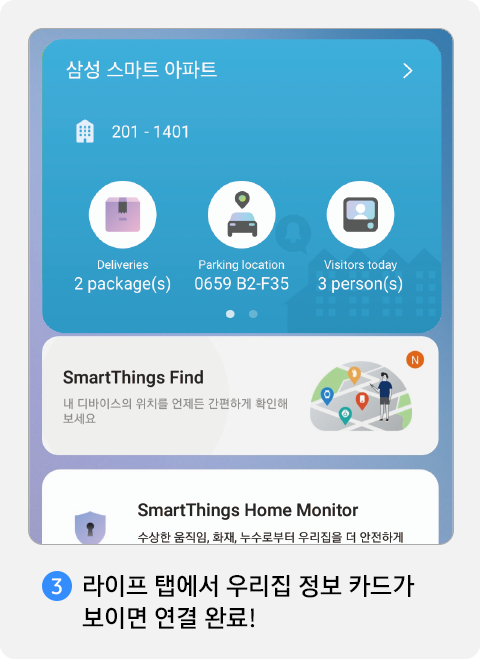 삼성 스마트 아파트
201 - 1401
Deliveries
2 package(s)
Parking location
0659 B2-F35
Visitors today
3 person(s)
N
SmartThings Find
내 디바이스의 위치를 언제든 간편하게 확인해
보세요
SmartThings Home Monitor
수상한 움직임, 화재, 누수로부터 우리집을 더 안전하게
3 라이프 탭에서 우리집 정보 카드가
보이면 연결 완료!